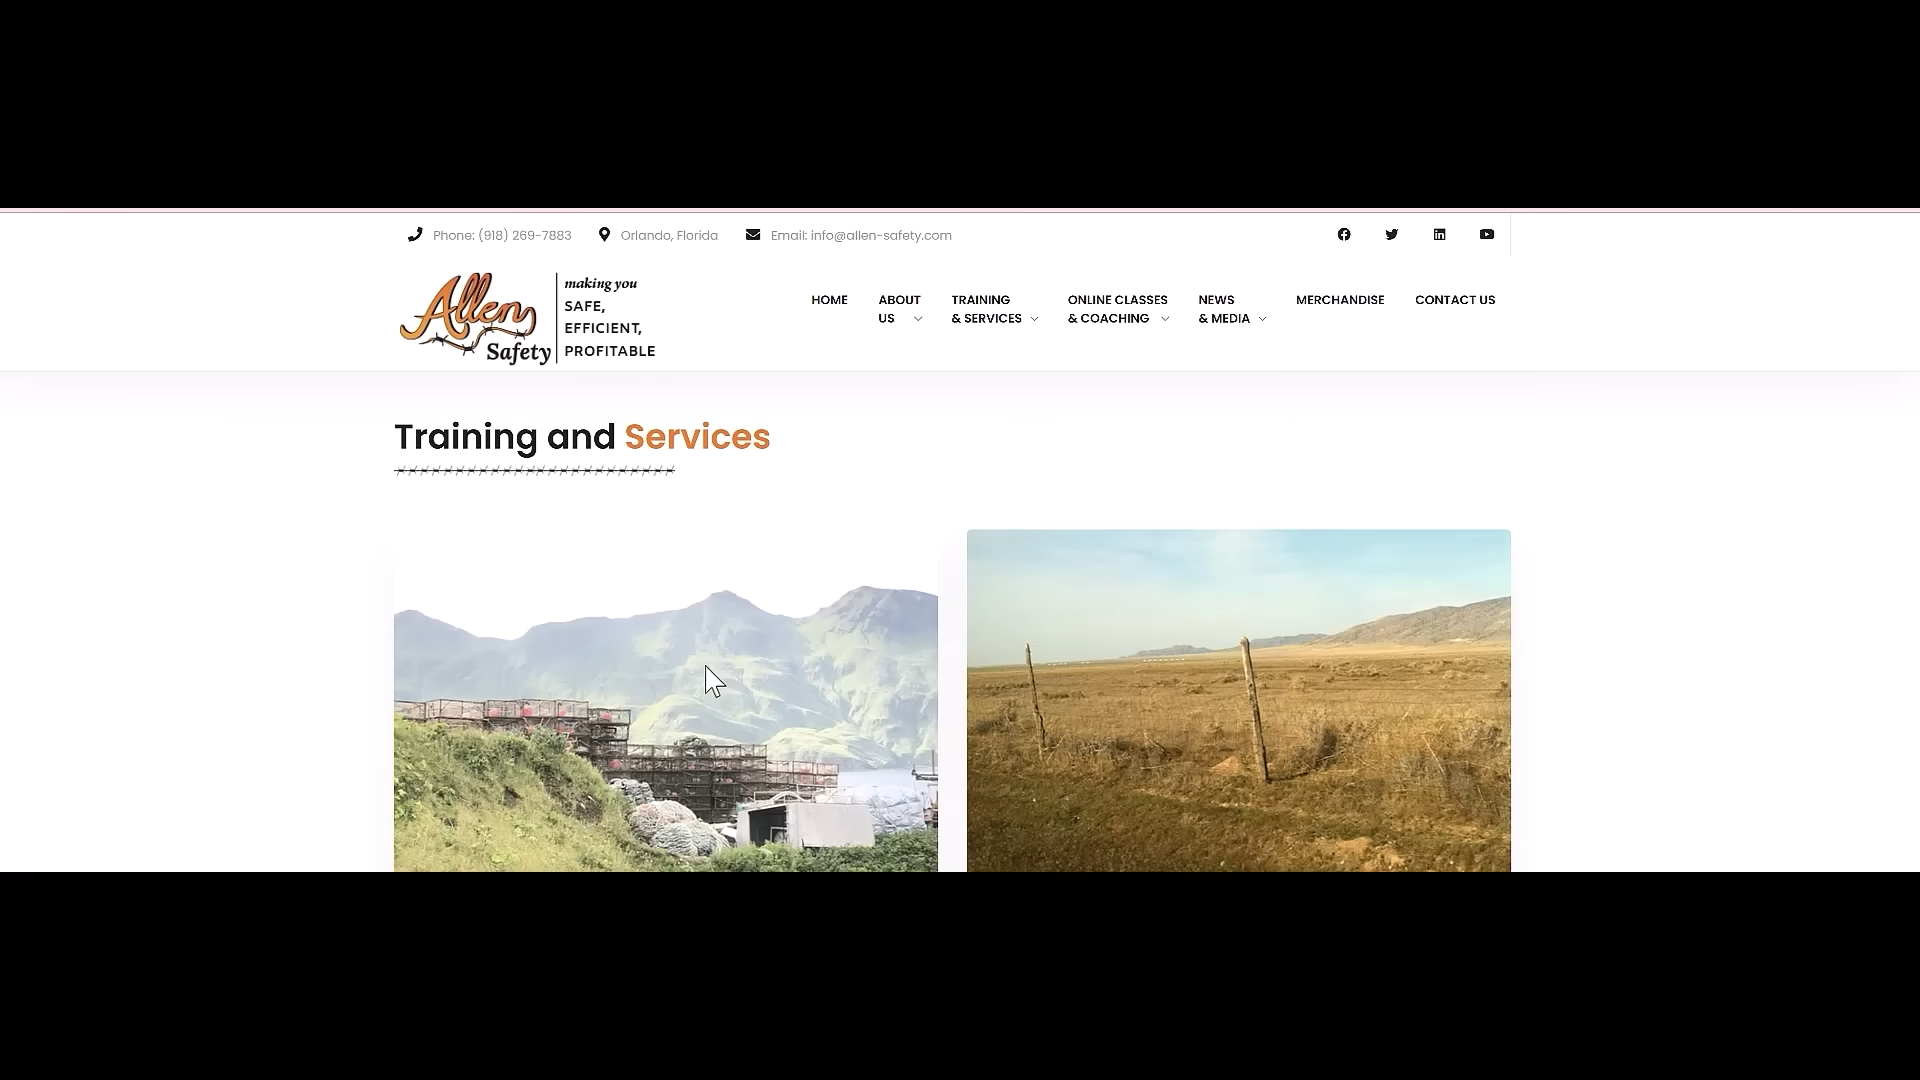 Phone: (918) 269-7883
Orlando, Florida
Email: info@allen-safety.com
Allen
Safety
making you
SAFE,
EFFICIENT,
PROFITABLE
HOME
ABOUT
US
TRAINING
& SERVICES
ONLINE CLASSES
& COACHING
NEWS
& MEDIA
MERCHANDISE
CONTACT US
Training and Services